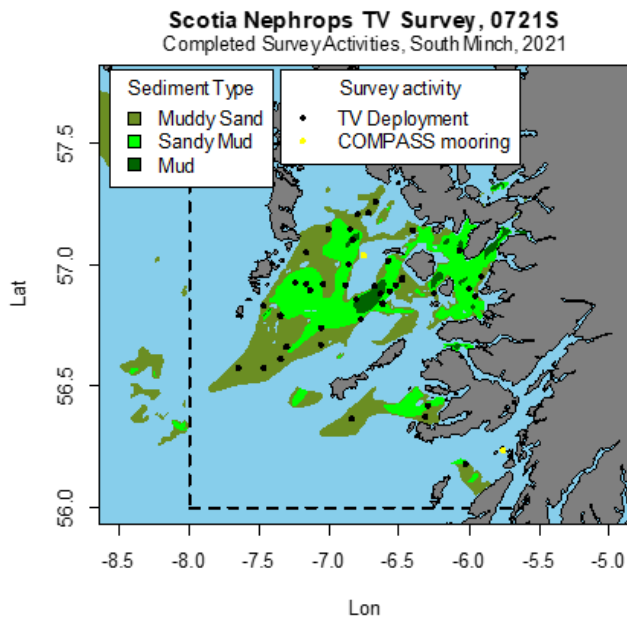 Scotia Nephrops TV Survey, 0721S
Completed Survey Activities, South Minch, 2021
Sediment Type
Muddy Sand
Sandy Mud
Mud
Survey activity
TV Deployment
COMPASS mooring
Lat
57.5
57.0
56.5
56.0
-8.5 -8.0 -7.5 -7.0 -6.5 -6.0 -5.5 -5.0
Lon